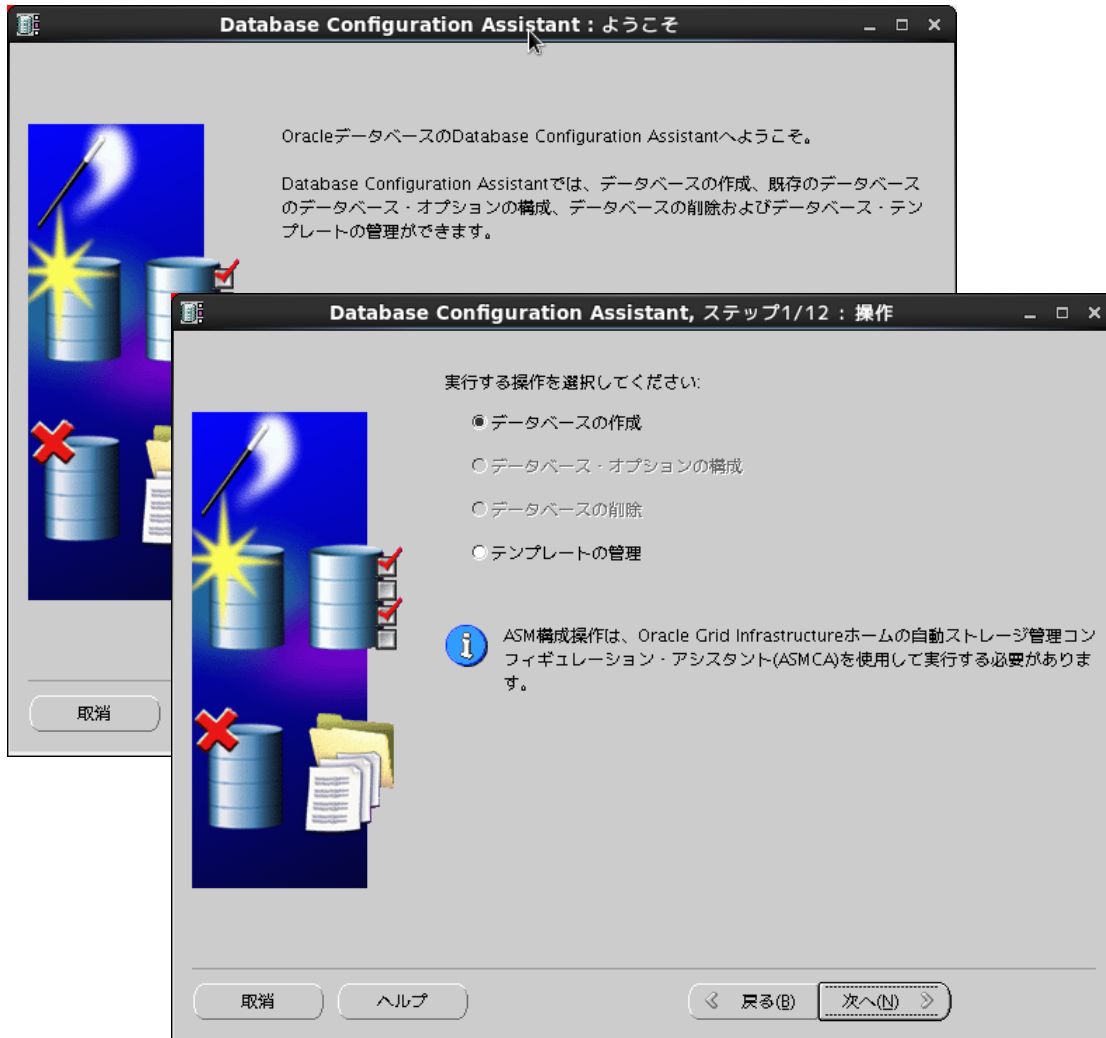 Database Configuration Assistant : ようこそ
OracleデータベースのDatabase Configuration Assistantへようこそ。
Database Configuration Assistantでは、データベースの作成、既存のデータベース
のデータベース・オプションの構成、データベースの削除およびデータベース・テン
プレートの管理ができます。
取消
Database Configuration Assistant, ステップ1/12 : 操作
実行する操作を選択してください:
データベースの作成
データベース・オプションの構成
データベースの削除
テンプレートの管理
ASM構成操作は、Oracle Grid Infrastructureホームの自動ストレージ管理コン
フィギュレーション・アシスタント(ASMCA)を使用して実行する必要がありま
す。
取消
ヘルプ
戻る(B)
次へ(N)